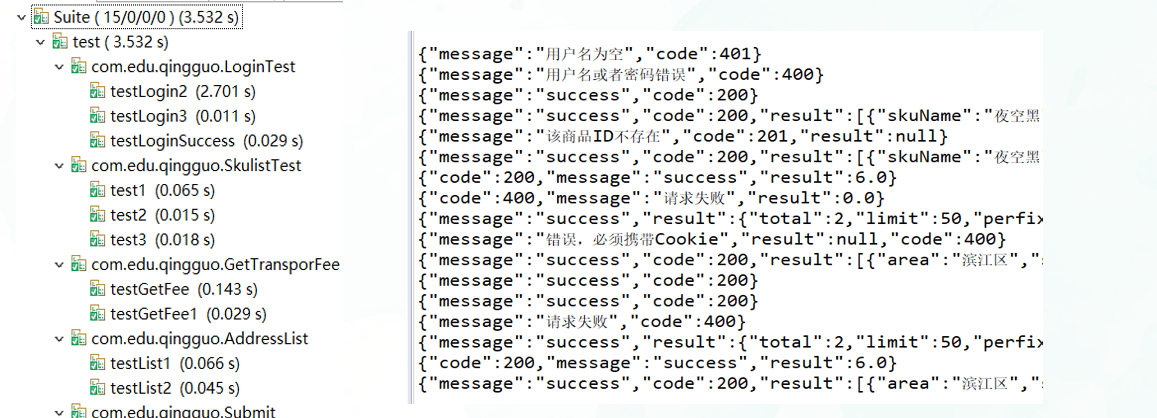 Suite ( 15/0/0/0 ) (3.532 s)
test ( 3.532 s)
com.edu.qingguo.LoginTest
testLogin2 (2.701 s)
testLogin3 (0.011 s)
testLoginSuccess (0.029 s)
com.edu.qingguo.SkulistTest
test1 (0.065 s)
test2 (0.015 s)
test3 (0.018 s)
com.edu.qingguo.GetTransporFee
testGetFee (0.143 s)
testGetFee1 (0.029 s)
com.edu.qingguo.AddressList
testList1 (0.066 s)
testList2 (0.045 s)
com.edu.qingguo.Submit
{"message":"用户名为空","code":401}
{"message":"用户名或者密码错误","code":400}
{"message":"success","code":200}
{"message":"success","code":200,"result":[{"skuName":"夜空黑
{"message":"该商品ID不存在","code":201,"result":null}
{"message":"success","code":200,"result":[{"skuName":"夜空黑
{"code":200,"message":"success","result":6.0}
{"code":400,"message":"请求失败","result":0.0}
{"message":"success","result":{"total":2,"limit":50,"perfix
{"message":"错误，必须携带Cookie","result":null,"code":400}
{"message":"success","code":200,"result":[{"area":"滨江区","
{"message":"success","code":200}
{"message":"success","code":200}
{"message":"请求失败","code":400}
{"message":"success","result":{"total":2,"limit":50,"perfix
{"code":200,"message":"success","result":6.0}
{"message":"success","code":200,"result":[{"area":"滨江区","